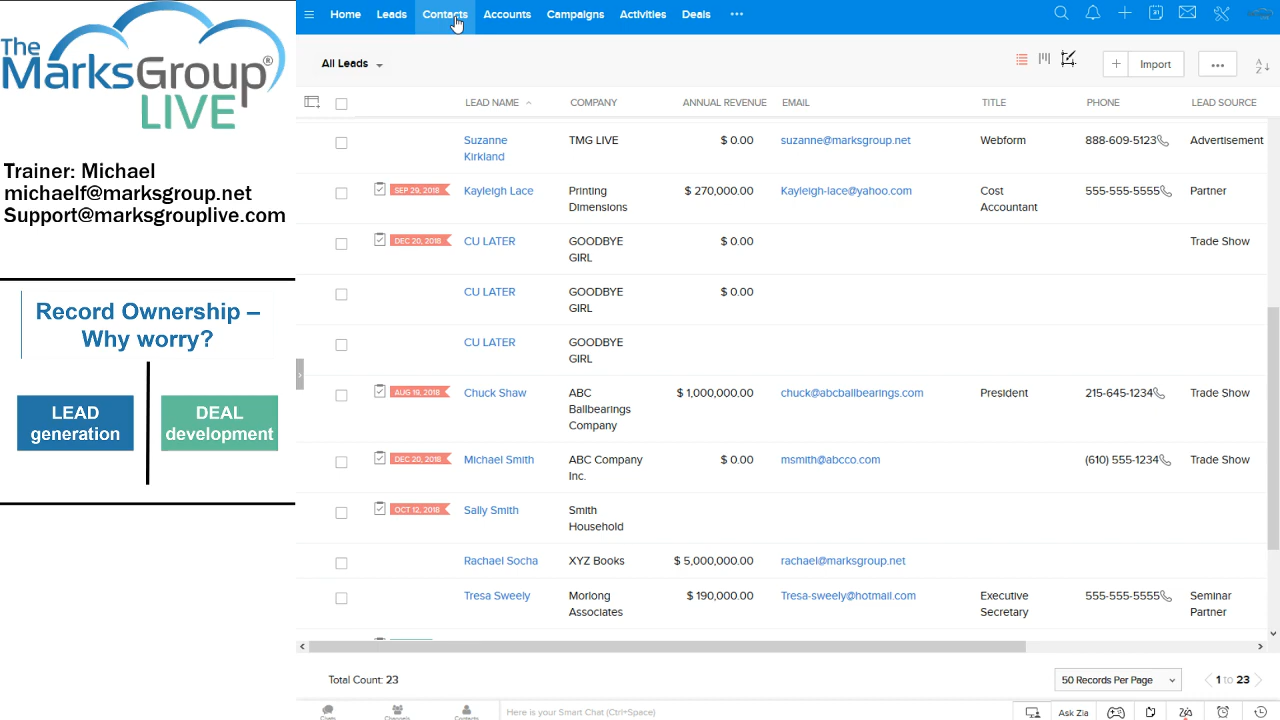 The
MarksGroup®
LIVE
Trainer: Michael
michaelf@marksgroup.net
Support@marksgrouplive.com
Record Ownership –
Why worry?
LEAD
generation
DEAL
development
Home Leads Contacts Accounts Campaigns Activities Deals
All Leads
Import
LEAD NAME COMPANY ANNUAL REVENUE EMAIL TITLE PHONE LEAD SOURCE
Suzanne TMG LIVE $ 0.00 suzanne@marksgroup.net Webform 888-609-5123 Advertisement
Kirkland
SEP 29, 2018 Kayleigh Lace Printing $ 270,000.00 Kayleigh-lace@yahoo.com Cost 555-555-5555 Partner
Dimensions Accountant
DEC 20, 2018 CU LATER GOODBYE $ 0.00 Trade Show
GIRL
CU LATER GOODBYE $ 0.00
GIRL
CU LATER GOODBYE
GIRL
AUG 19, 2018 Chuck Shaw ABC $ 1,000,000.00 chuck@abcballbearings.com President 215-645-1234 Trade Show
Ballbearings
Company
DEC 20, 2018 Michael Smith ABC Company $ 0.00 msmith@abcco.com (610) 555-1234 Trade Show
Inc.
OCT 12, 2018 Sally Smith Smith
Household
Rachael Socha XYZ Books $ 5,000,000.00 rachael@marksgroup.net
Tresa Sweely Morlong $ 190,000.00 Tresa-sweely@hotmail.com Executive 555-555-5555 Seminar
Associates Secretary Partner
Total Count: 23 50 Records Per Page 1 to 23
Chats Channels Contacts Here is your Smart Chat (Ctrl+Space) Ask Zia